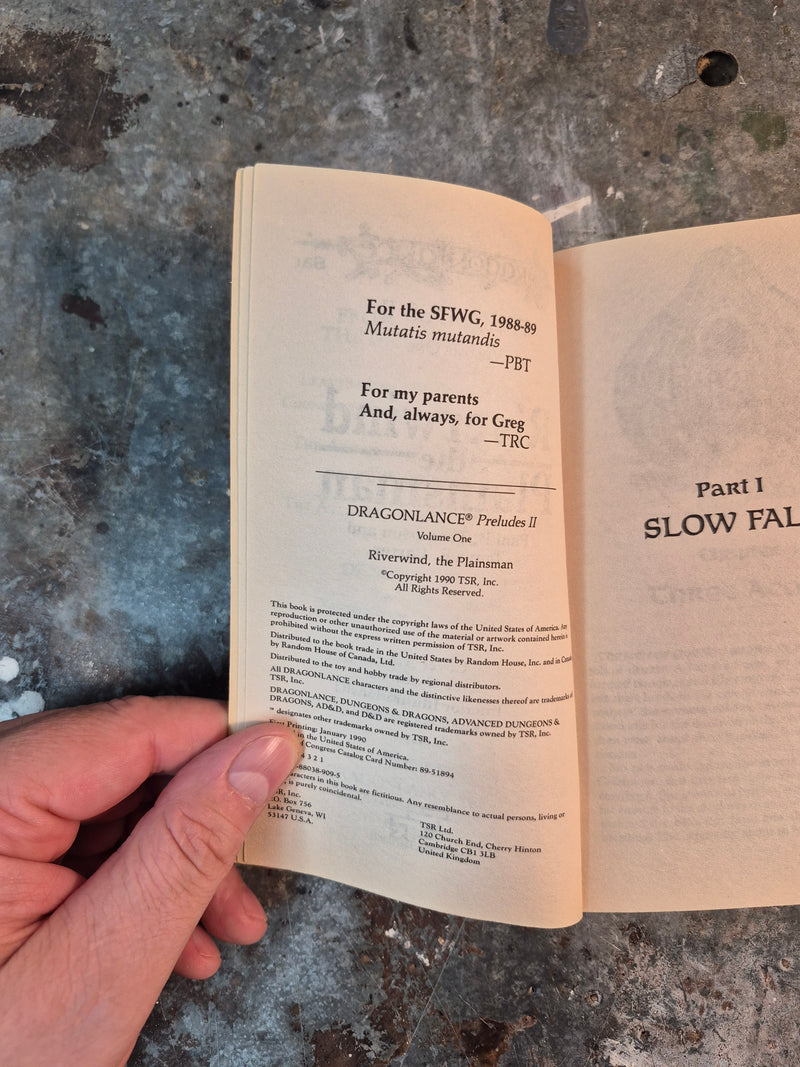 For the SFWG, 1988-89
Mutatis mutandis
—PBT
For my parents
And, always, for Greg
—TRC
DRAGONLANCE® Preludes II
Volume One
Riverwind, the Plainsman
©Copyright 1990 TSR, Inc.
All Rights Reserved.
This book is protected under the copyright laws of the United States of America. Any
reproduction or other unauthorized use of the material or artwork contained herein is
prohibited without the express written permission of TSR, Inc.
Distributed to the book trade in the United States by Random House, Inc. and in Canada
by Random House of Canada, Ltd.
Distributed to the toy and hobby trade by regional distributors.
All DRAGONLANCE characters and the distinctive likenesses thereof are trademarks of
TSR, Inc.
DRAGONLANCE, DUNGEONS & DRAGONS, ADVANCED DUNGEONS &
DRAGONS, AD&D, and D&D are registered trademarks owned by TSR, Inc.
™ designates other trademarks owned by TSR, Inc.
First Printing: January 1990
in the United States of America.
of Congress Catalog Card Number: 89-51894
4 3 2 1
-88038-909-5
characters in this book are fictitious. Any resemblance to actual persons, living or
is purely coincidental.
Inc.
Box 756
Lake Geneva, WI
53147 U.S.A.
TSR Ltd.
120 Church End, Cherry Hinton
Cambridge CB1 3LB
United Kingdom
Part I
SLOW FAL